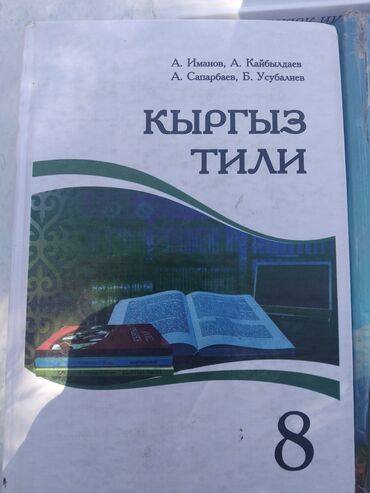 А. Иманов, А. Кайбылдаев
А. Сапарбаев, Б. Усубалиев
КЫРГЫЗ
ТИЛИ
8